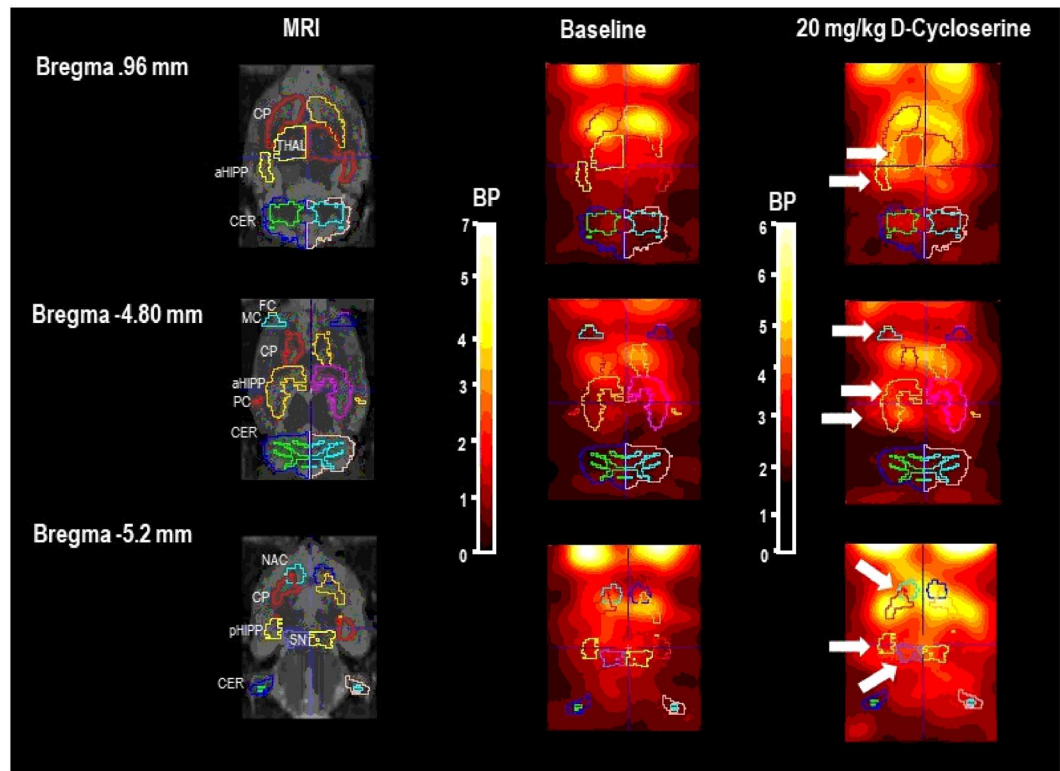 MRI
Baseline
20 mg/kg D-Cycloserine
Bregma .96 mm
CP
THAL
aHIPP
CER
BP
7
5
4
3
2
1
0
BP
6
6
5
4
3
2
1
0
Bregma -4.80 mm
FC
MC
CP
aHIPP
PC
CER
Bregma -5.2 mm
NAC
CP
pHIPP
SNT
CER